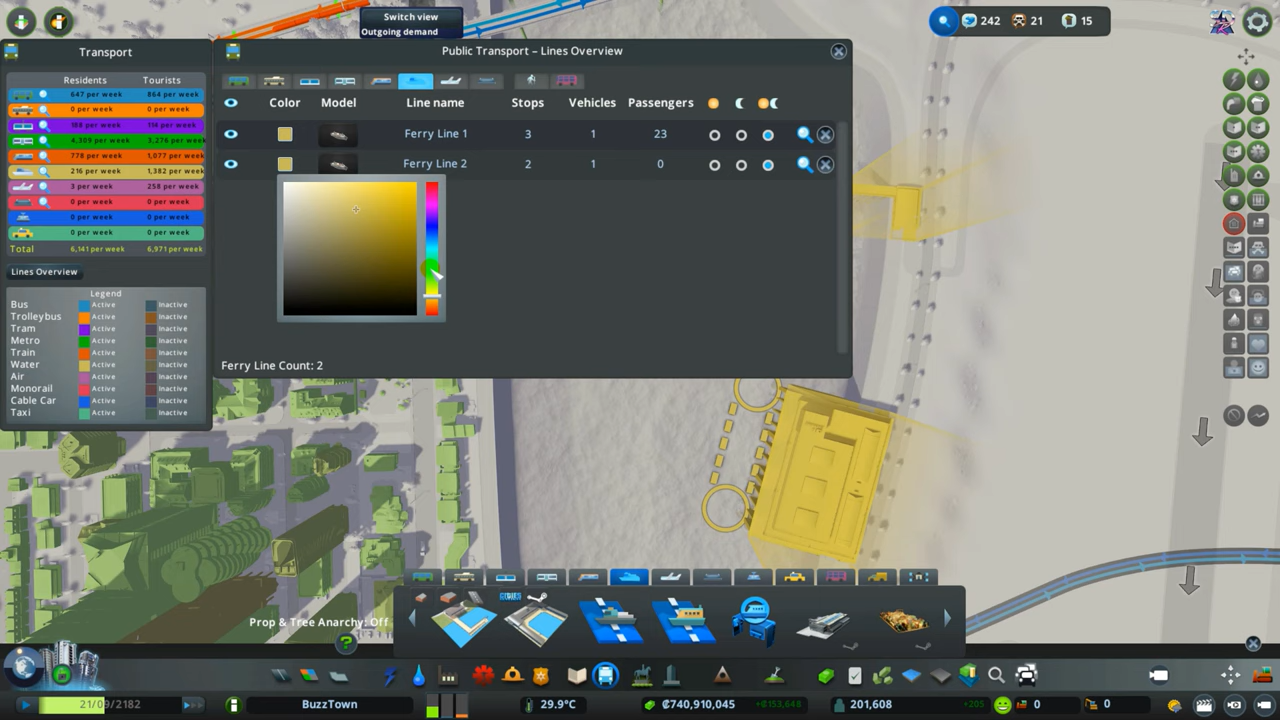 Switch view
Outgoing demand
242
21
15
Transport
Residents Tourists
647 per week 864 per week
0 per week 0 per week
188 per week 114 per week
4,309 per week 3,276 per week
778 per week 1,077 per week
216 per week 1,382 per week
3 per week 258 per week
0 per week 0 per week
0 per week 0 per week
0 per week 0 per week
Total 6,141 per week 6,971 per week
Lines Overview
Legend
Bus Active Inactive
Trolleybus Active Inactive
Tram Active Inactive
Metro Active Inactive
Train Active Inactive
Water Active Inactive
Air Active Inactive
Monorail Active Inactive
Cable Car Active Inactive
Taxi Active Inactive
Public Transport – Lines Overview
Color Model Line name Stops Vehicles Passengers
Ferry Line 1 3 1 23
Ferry Line 2 2 1 0
Ferry Line Count: 2
Prop & Tree Anarchy: Off
21/09/2182
BuzzTown
29.9°C
₡740,910,045
+₡153,648
201,608
+205
0
0